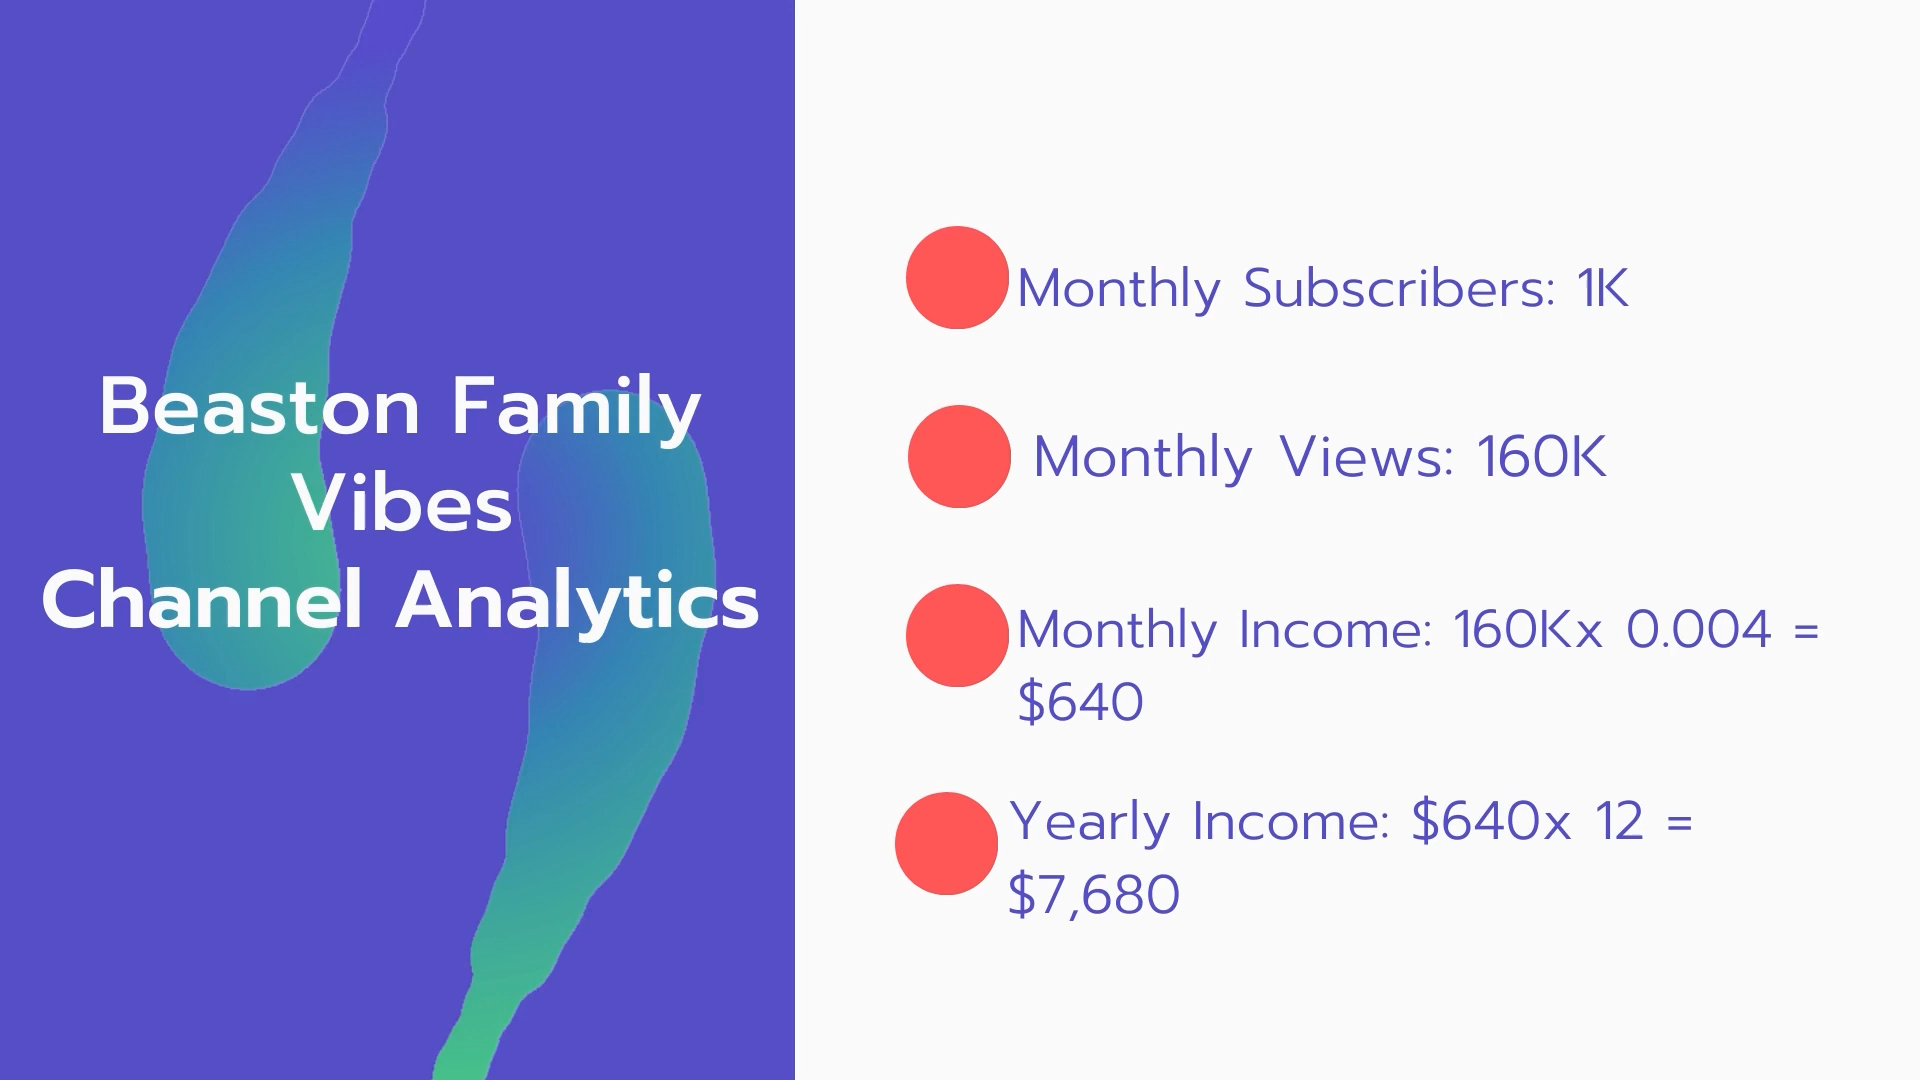 Beaston Family
Vibes
Channel Analytics
Monthly Subscribers: 1K
Monthly Views: 160K
Monthly Income: 160Kx 0.004 =
$640
Yearly Income: $640x 12 =
$7,680